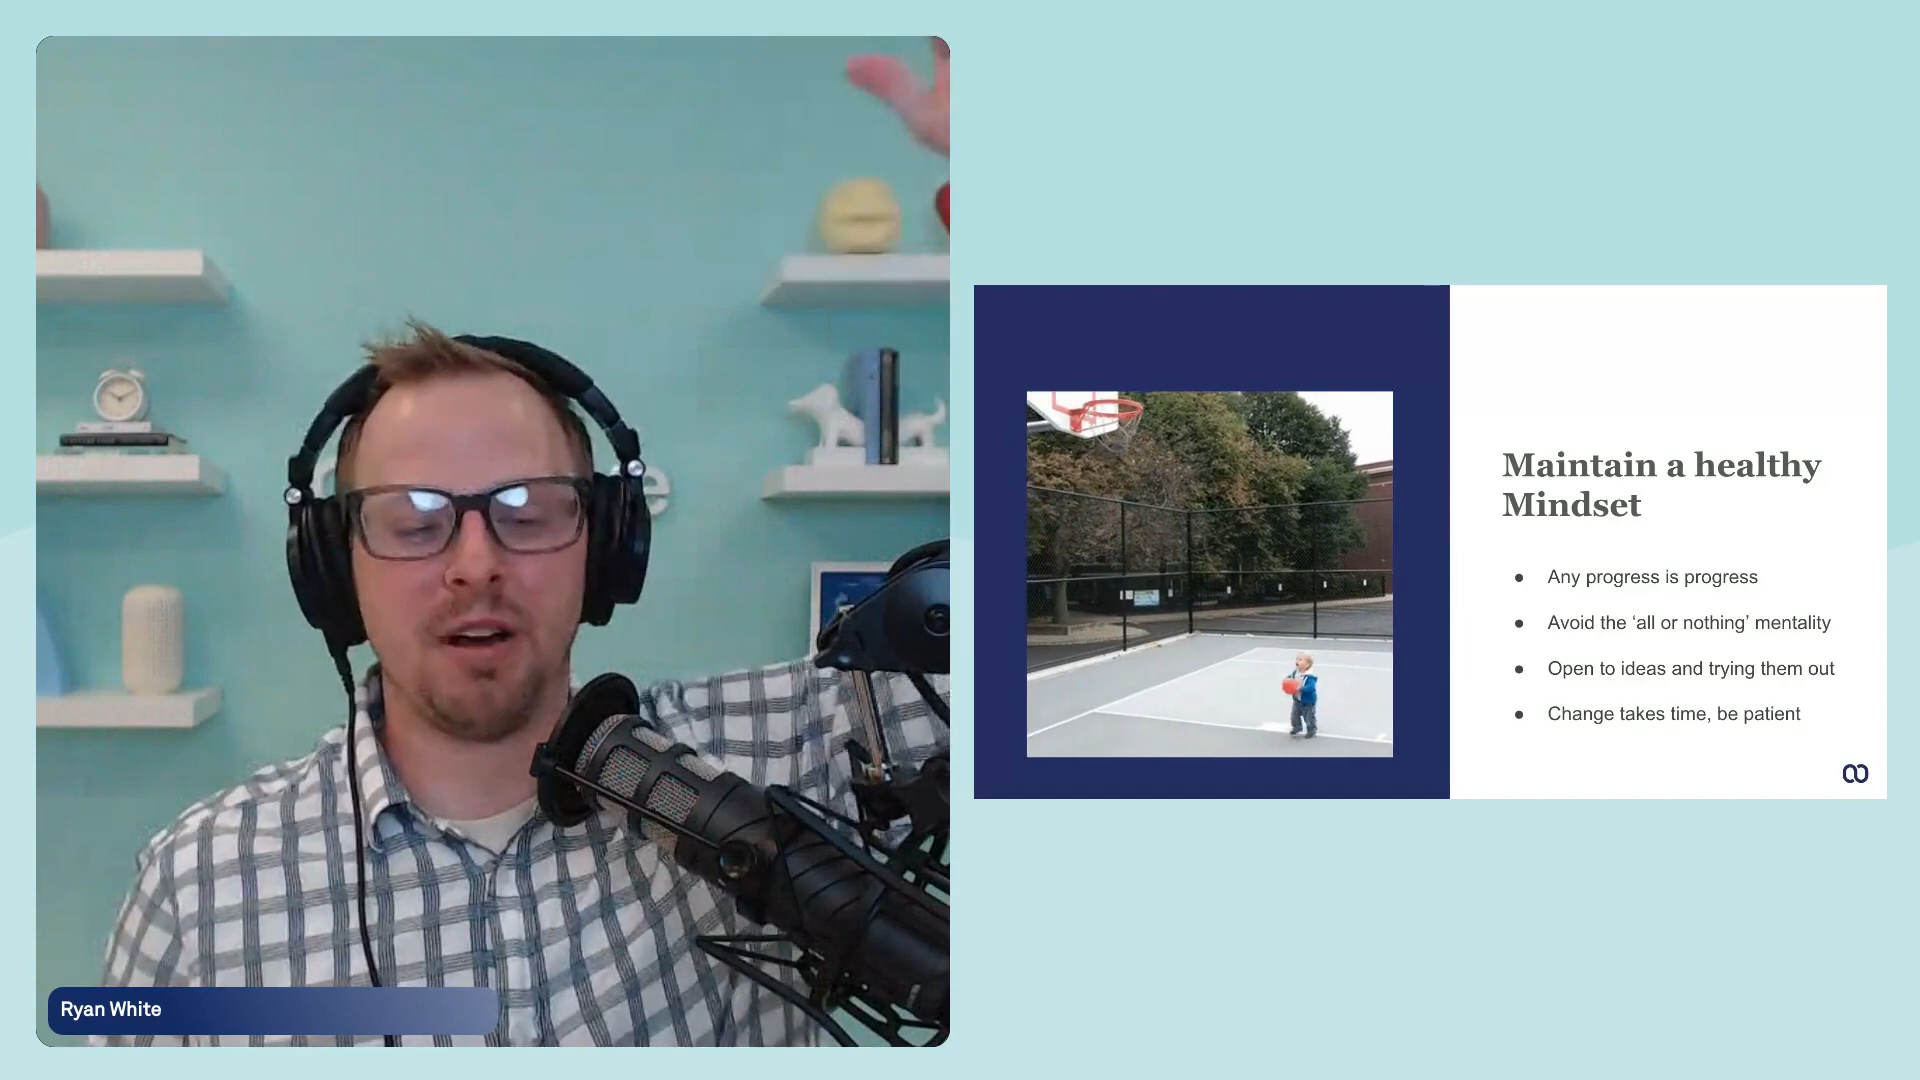 Ryan White
Maintain a healthy
Mindset
● Any progress is progress
● Avoid the ‘all or nothing’ mentality
● Open to ideas and trying them out
● Change takes time, be patient